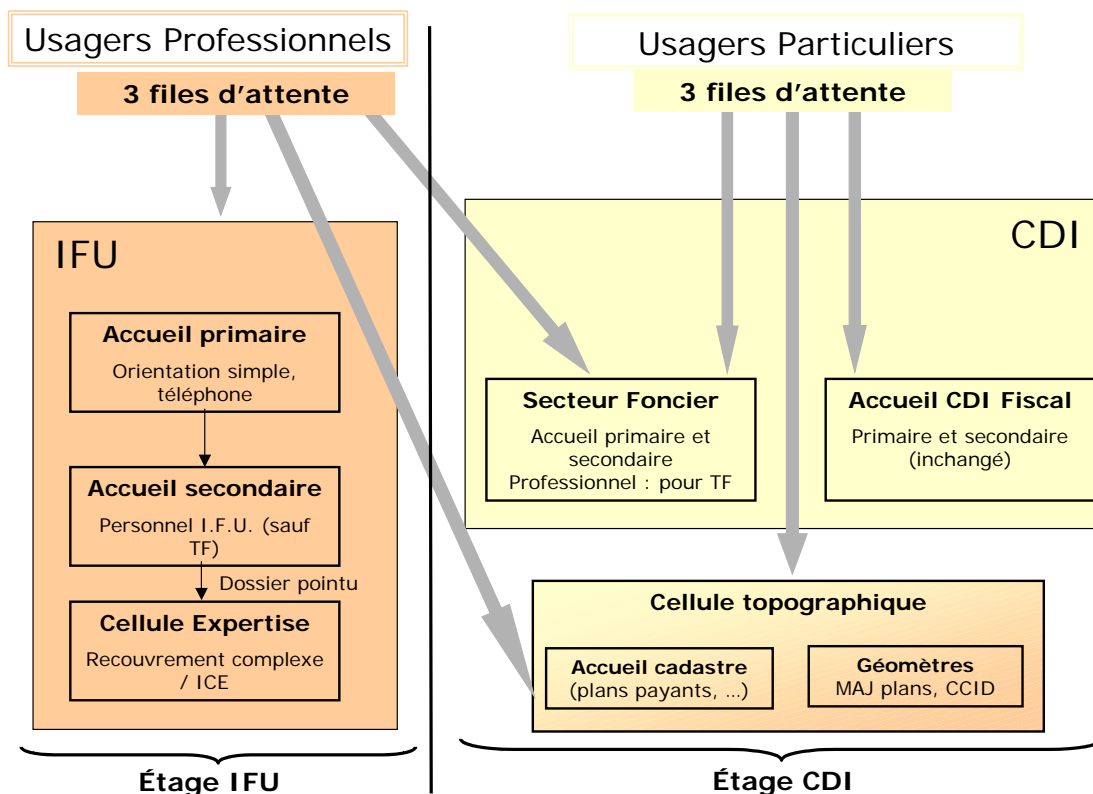 Usagers Professionnels
3 files d'attente
Usagers Particuliers
3 files d'attente
IFU
Accueil primaire
Orientation simple,
téléphone
Accueil secondaire
Personnel I.F.U. (sauf
TF)
Dossier pointu
Cellule Expertise
Recouvrement complexe
/ ICE
Étage IFU
CDI
Secteur Foncier
Accueil primaire et
secondaire
Professionnel : pour TF
Accueil CDI Fiscal
Primaire et secondaire
(inchangé)
Cellule topographique
Accueil cadastre
(plans payants, ...)
Géomètres
MAJ plans, CCID
Étage CDI